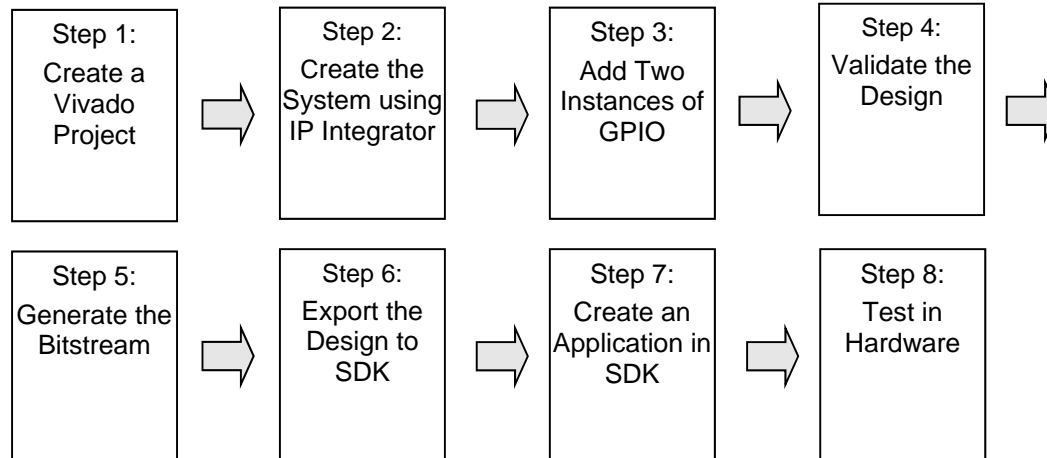 Step 1:
Create a
Vivado
Project
Step 2:
Create the
System using
IP Integrator
Step 3:
Add Two
Instances of
GPIO
Step 4:
Validate the
Design
Step 5:
Generate the
Bitstream
Step 6:
Export the
Design to
SDK
Step 7:
Create an
Application in
SDK
Step 8:
Test in
Hardware